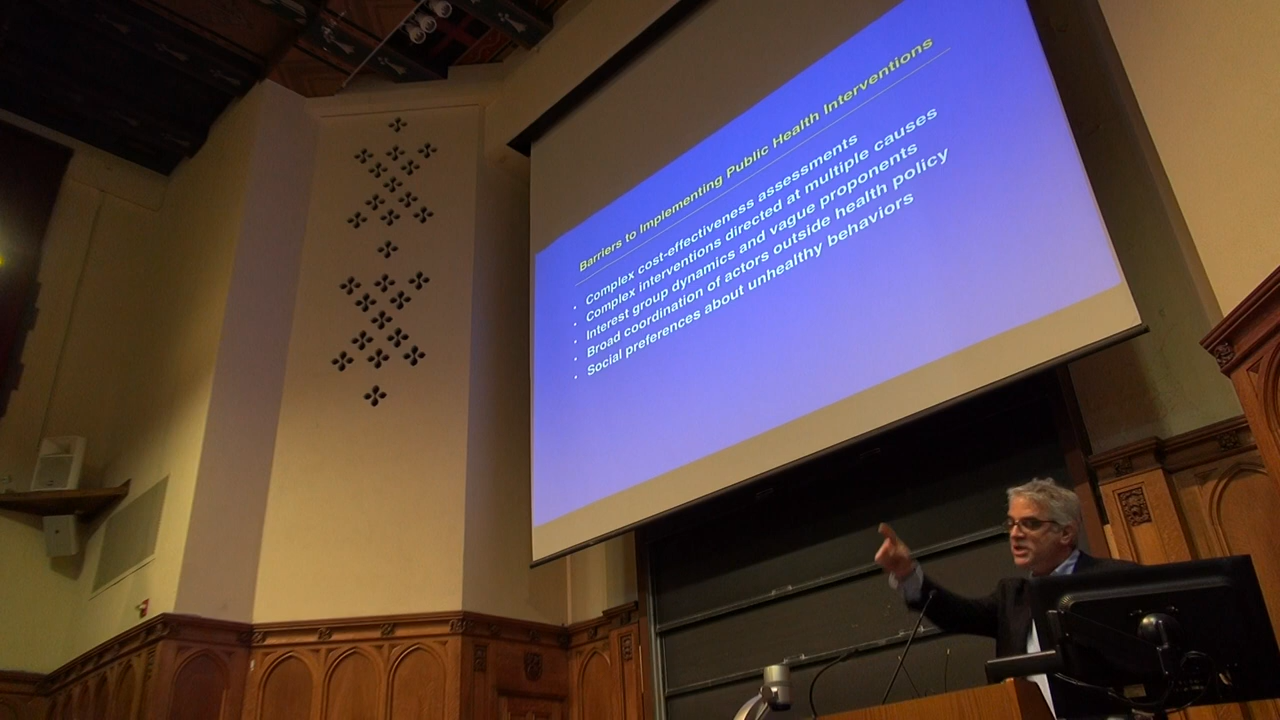 Barriers to Implementing Public Health Interventions
• Complex cost-effectiveness assessments
• Complex interventions directed at multiple causes
• Interest group dynamics and vague proponents
• Broad coordination of actors outside health policy
• Social preferences about unhealthy behaviors